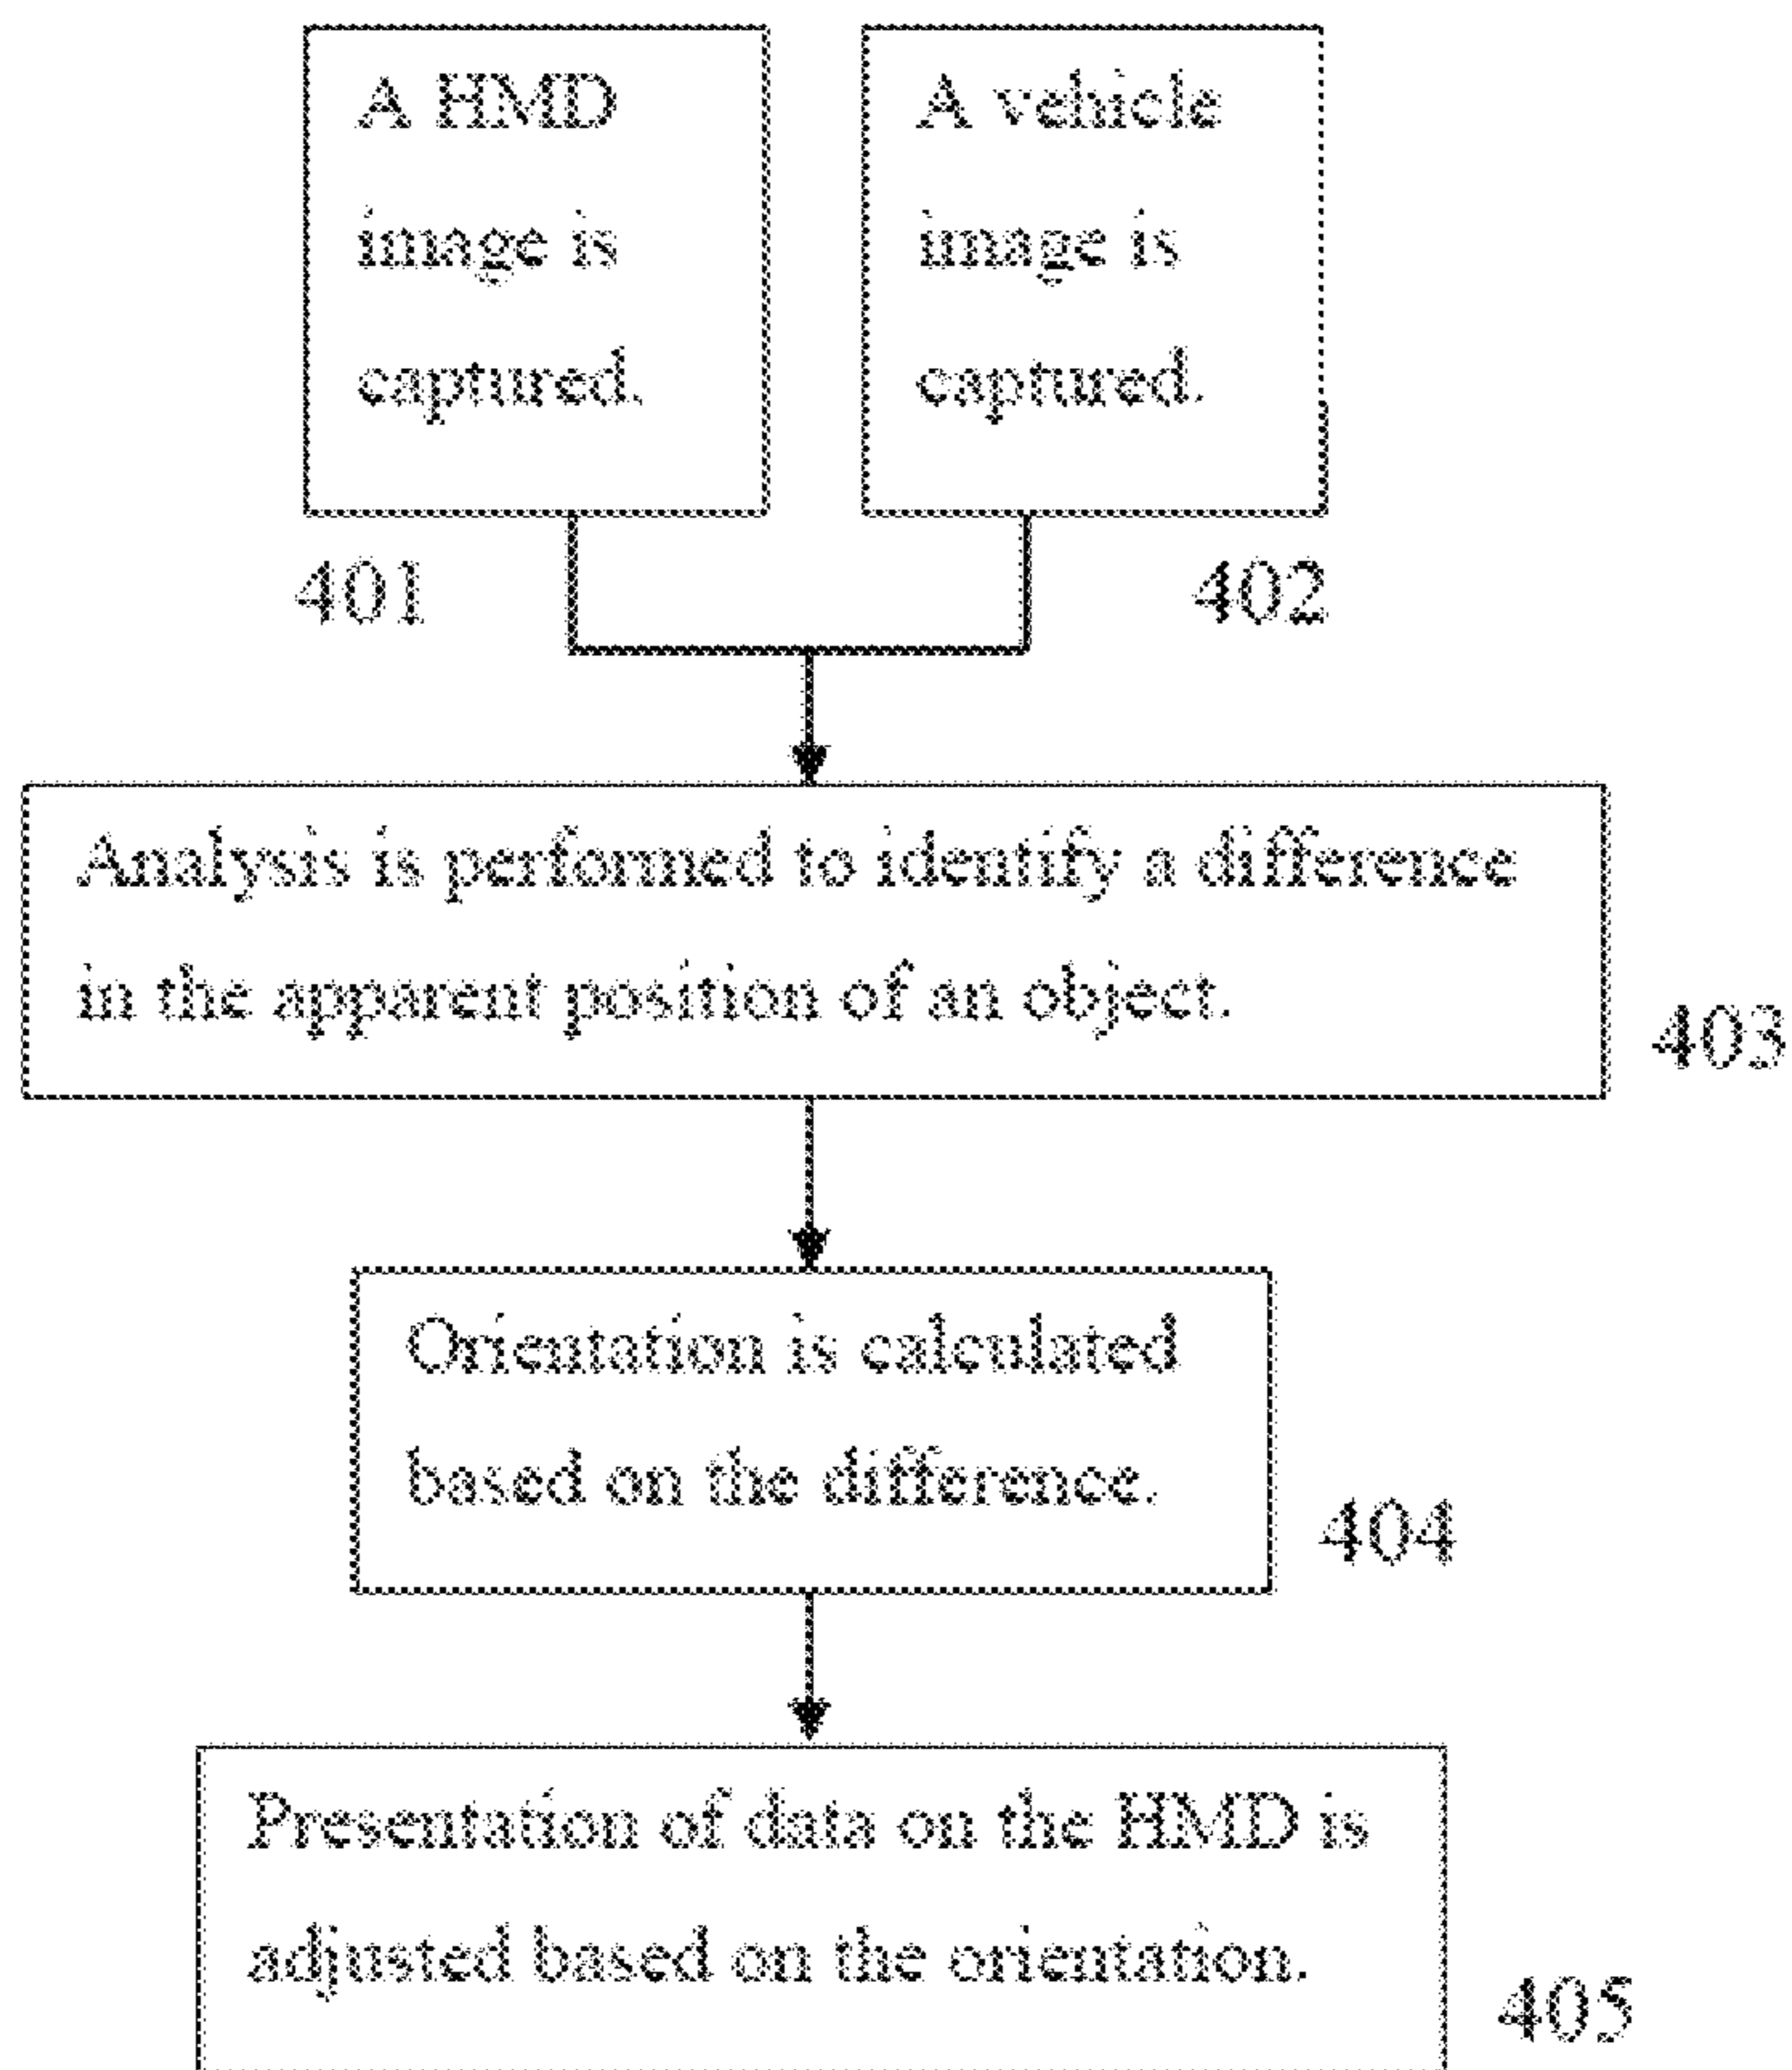 A HMD
image is
captured.
A vehicle
image is
captured.
401
402
Analysis is performed to identify a difference
in the apparent position of an object.
403
Orientation is calculated
based on the difference.
404
Presentation of data on the HMD is
adjusted based on the orientation.
405